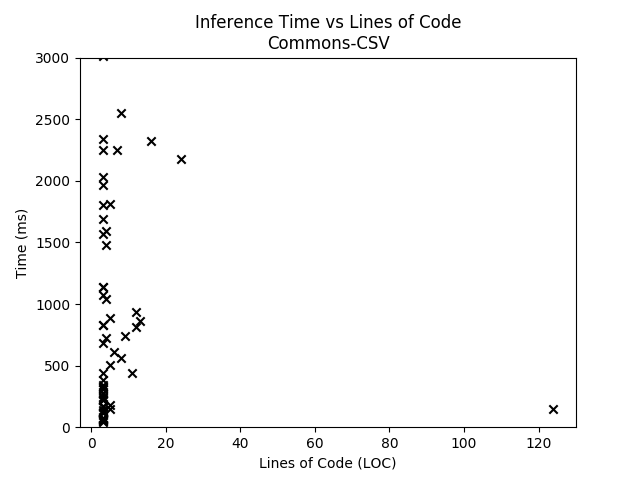 Inference Time vs Lines of Code
Commons-CSV
3000
2500
2000
1500
1000
500
0
Time (ms)
0 20 40 60 80 100 120
Lines of Code (LOC)